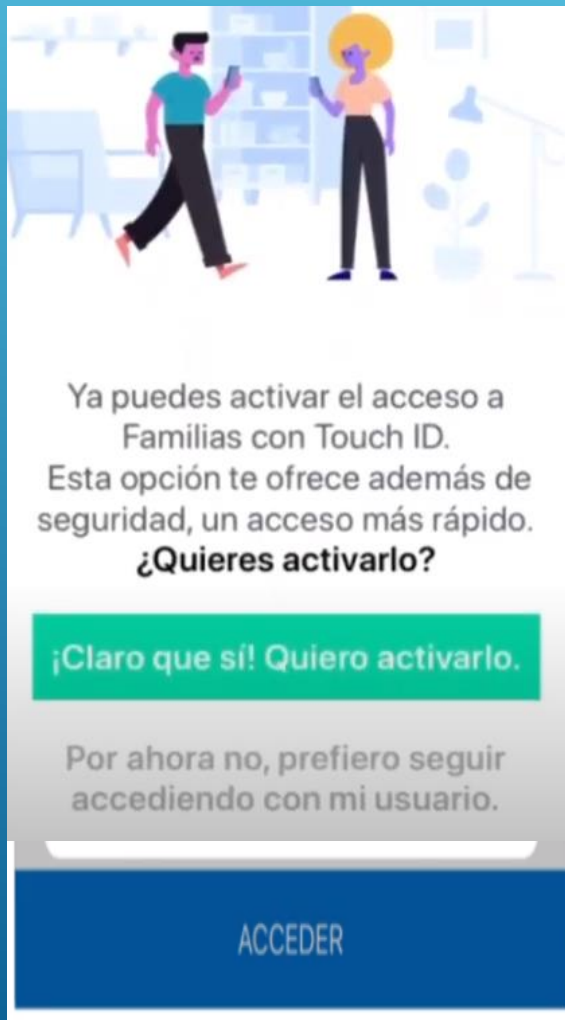 Ya puedes activar el acceso a
Familias con Touch ID.
Esta opción te ofrece además de
seguridad, un acceso más rápido.
¿Quieres activarlo?
¡Claro que sí! Quiero activarlo.
Por ahora no, prefiero seguir
accediendo con mi usuario.
ACCEDER